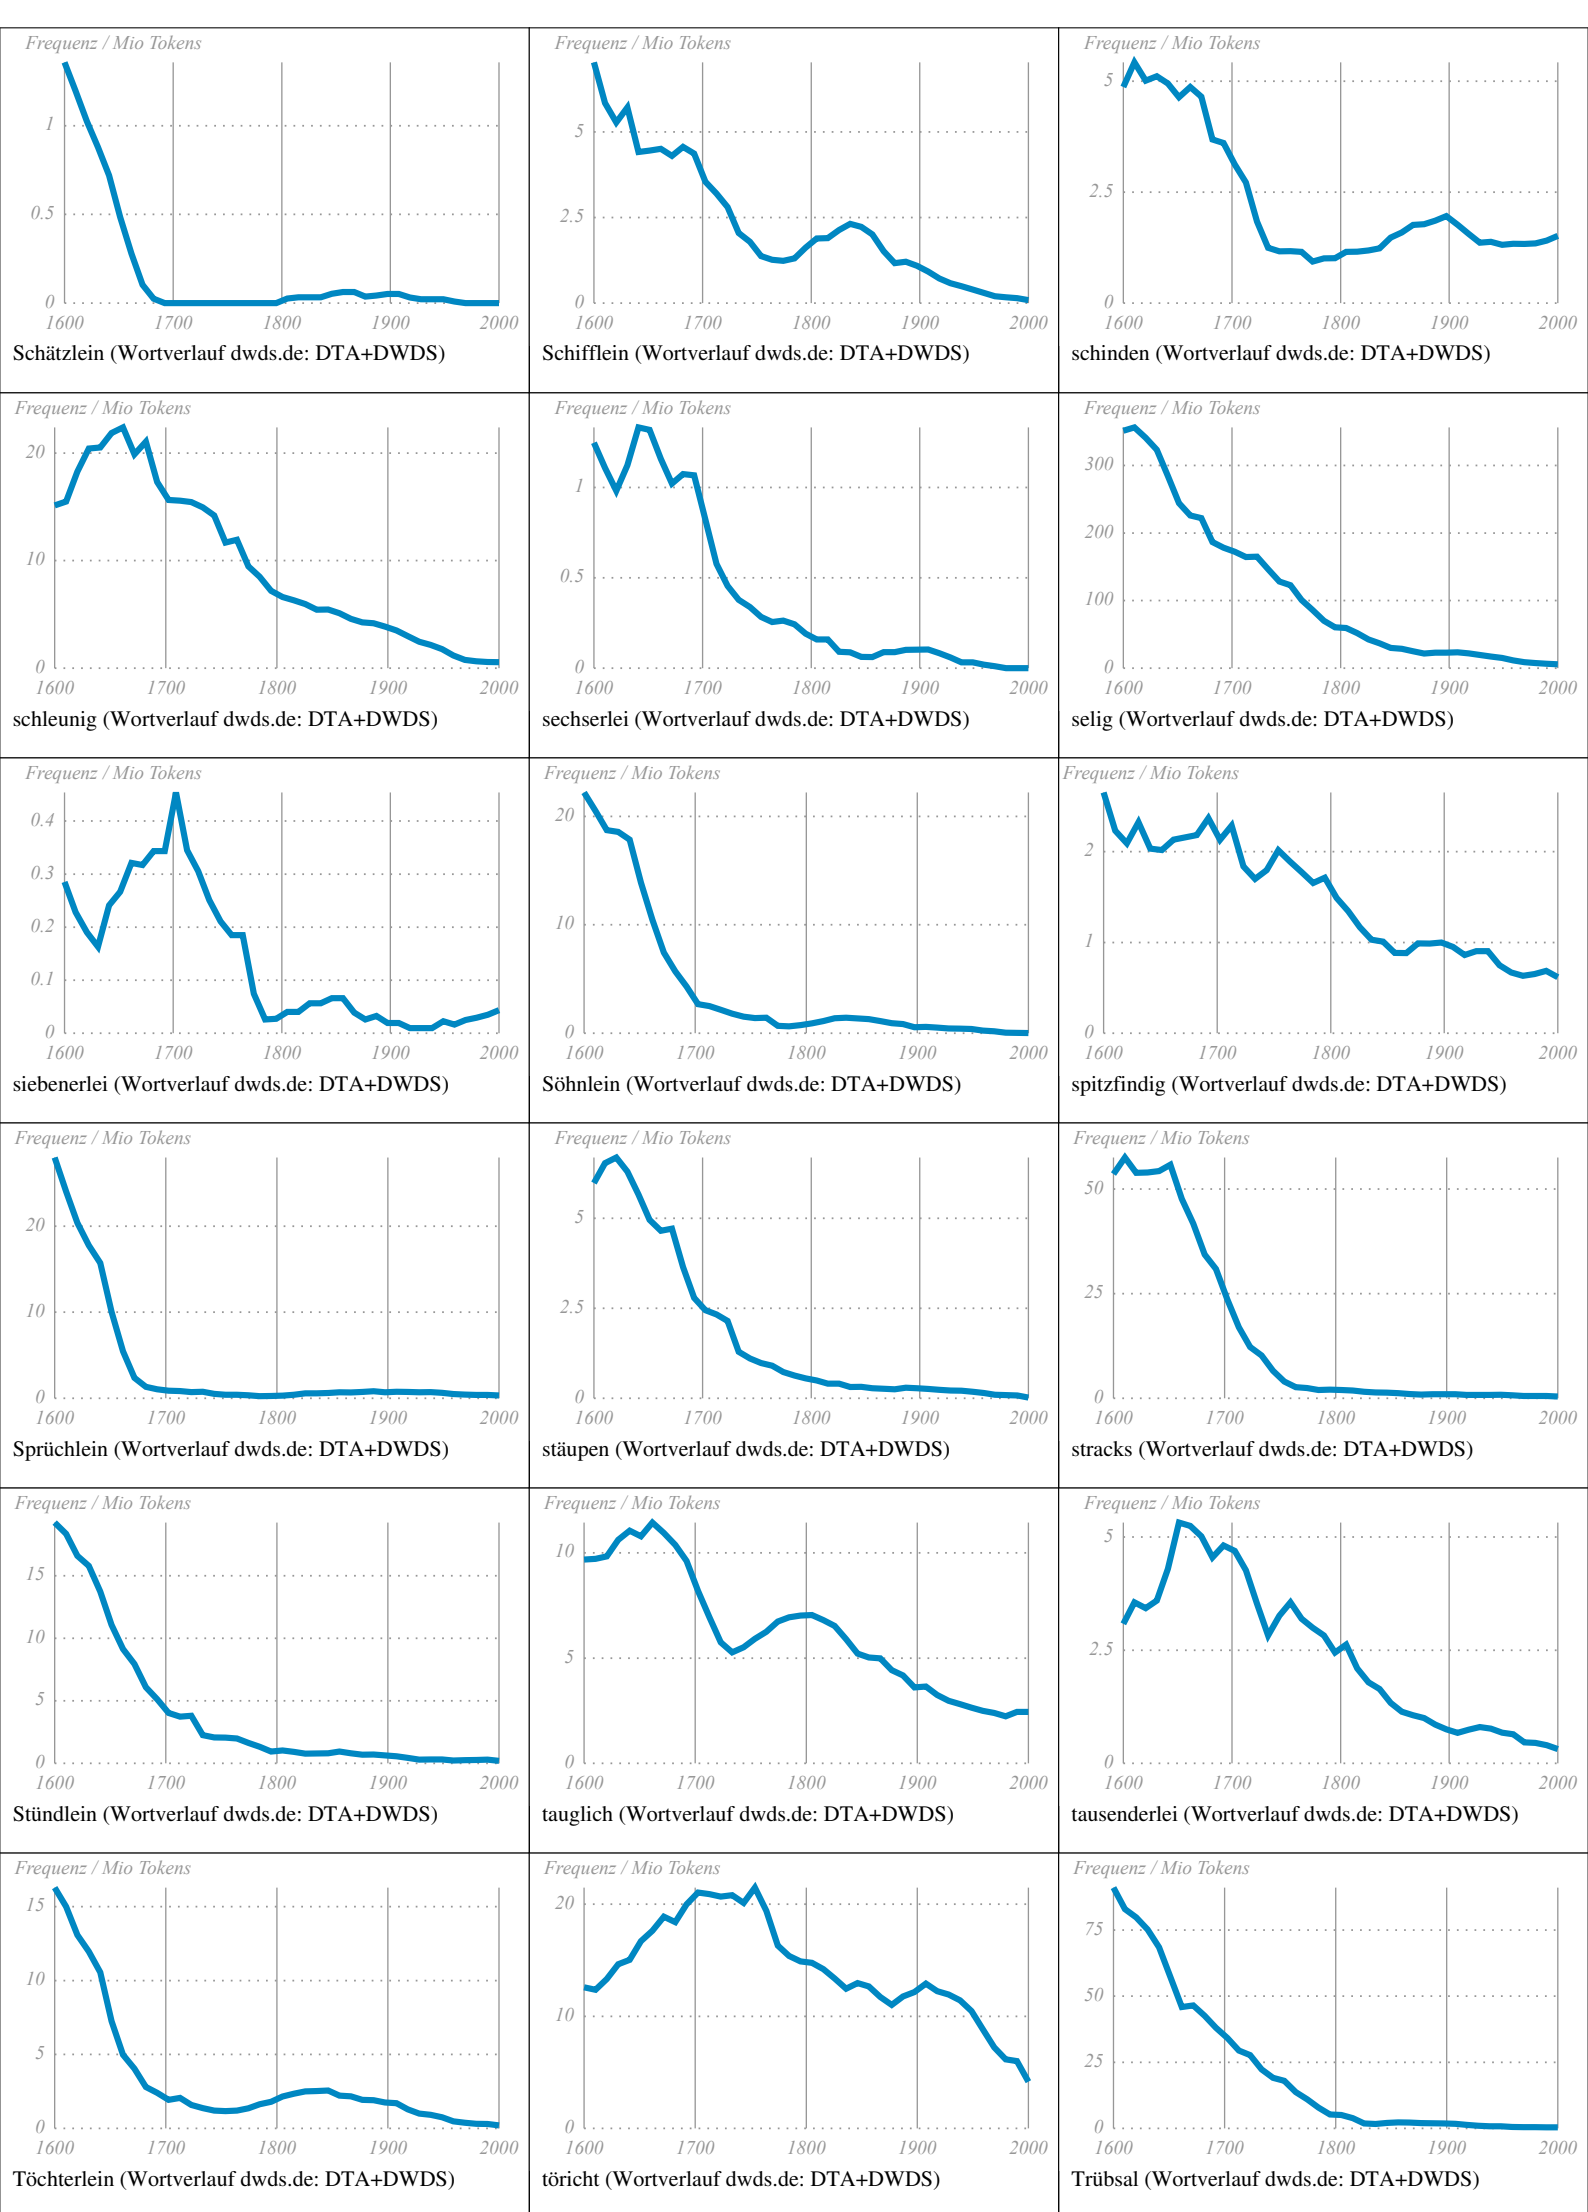 Frequenz / Mio Tokens
1
0.5
0
1600 1700 1800 1900 2000
Schätzlein (Wortverlauf dwds.de: DTA+DWDS)
Frequenz / Mio Tokens
5
2.5
0
1600 1700 1800 1900 2000
Schifflein (Wortverlauf dwds.de: DTA+DWDS)
Frequenz / Mio Tokens
5
2.5
0
1600 1700 1800 1900 2000
schinden (Wortverlauf dwds.de: DTA+DWDS)
Frequenz / Mio Tokens
20
10
0
1600 1700 1800 1900 2000
schleunig (Wortverlauf dwds.de: DTA+DWDS)
Frequenz / Mio Tokens
1
0.5
0
1600 1700 1800 1900 2000
sechserlei (Wortverlauf dwds.de: DTA+DWDS)
Frequenz / Mio Tokens
300
200
100
0
1600 1700 1800 1900 2000
selig (Wortverlauf dwds.de: DTA+DWDS)
Frequenz / Mio Tokens
0.4
0.3
0.2
0.1
0
1600 1700 1800 1900 2000
siebenerlei (Wortverlauf dwds.de: DTA+DWDS)
Frequenz / Mio Tokens
20
10
0
1600 1700 1800 1900 2000
Söhnlein (Wortverlauf dwds.de: DTA+DWDS)
Frequenz / Mio Tokens
2
1
0
1600 1700 1800 1900 2000
spitzfindig (Wortverlauf dwds.de: DTA+DWDS)
Frequenz / Mio Tokens
20
10
0
1600 1700 1800 1900 2000
Sprüchlein (Wortverlauf dwds.de: DTA+DWDS)
Frequenz / Mio Tokens
5
2.5
0
1600 1700 1800 1900 2000
stäupen (Wortverlauf dwds.de: DTA+DWDS)
Frequenz / Mio Tokens
50
25
0
1600 1700 1800 1900 2000
stracks (Wortverlauf dwds.de: DTA+DWDS)
Frequenz / Mio Tokens
15
10
5
0
1600 1700 1800 1900 2000
Stündlein (Wortverlauf dwds.de: DTA+DWDS)
Frequenz / Mio Tokens
10
5
0
1600 1700 1800 1900 2000
tauglich (Wortverlauf dwds.de: DTA+DWDS)
Frequenz / Mio Tokens
5
2.5
0
1600 1700 1800 1900 2000
tausenderlei (Wortverlauf dwds.de: DTA+DWDS)
Frequenz / Mio Tokens
15
10
5
0
1600 1700 1800 1900 2000
Töchterlein (Wortverlauf dwds.de: DTA+DWDS)
Frequenz / Mio Tokens
20
10
0
1600 1700 1800 1900 2000
töricht (Wortverlauf dwds.de: DTA+DWDS)
Frequenz / Mio Tokens
75
50
25
0
1600 1700 1800 1900 2000
Trübsal (Wortverlauf dwds.de: DTA+DWDS)